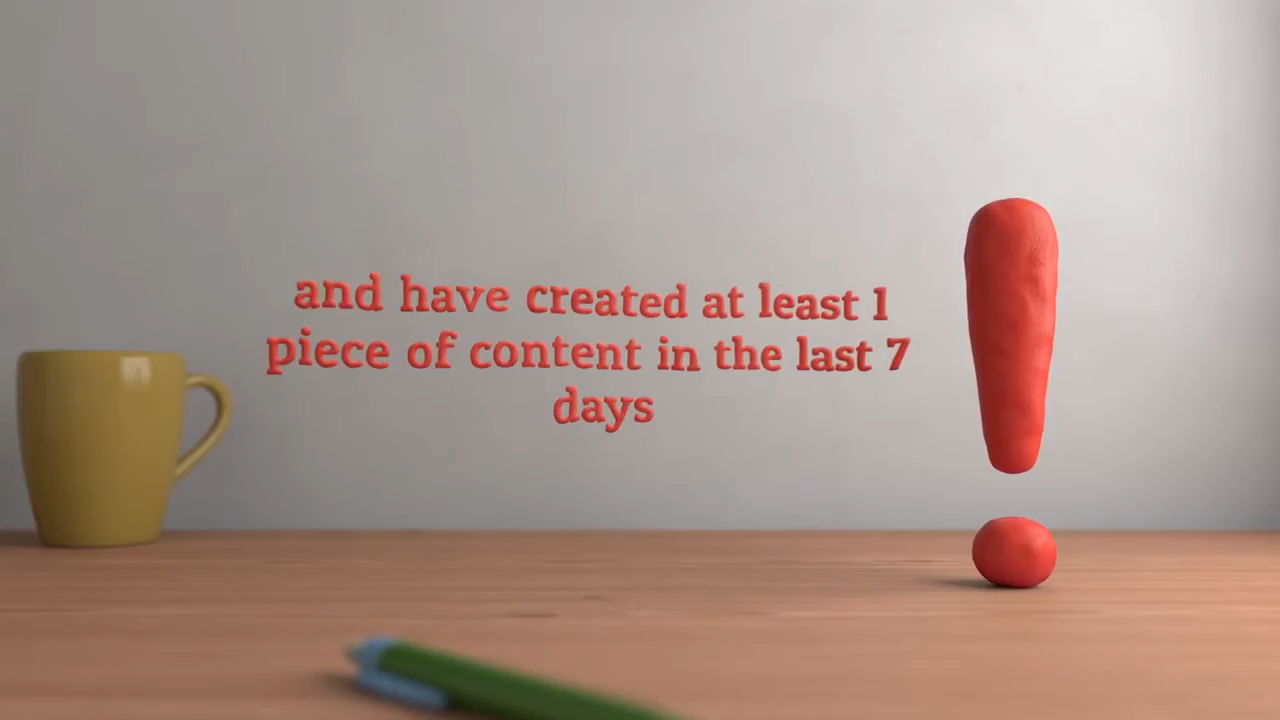 and have created at least 1
piece of content in the last 7
days
!